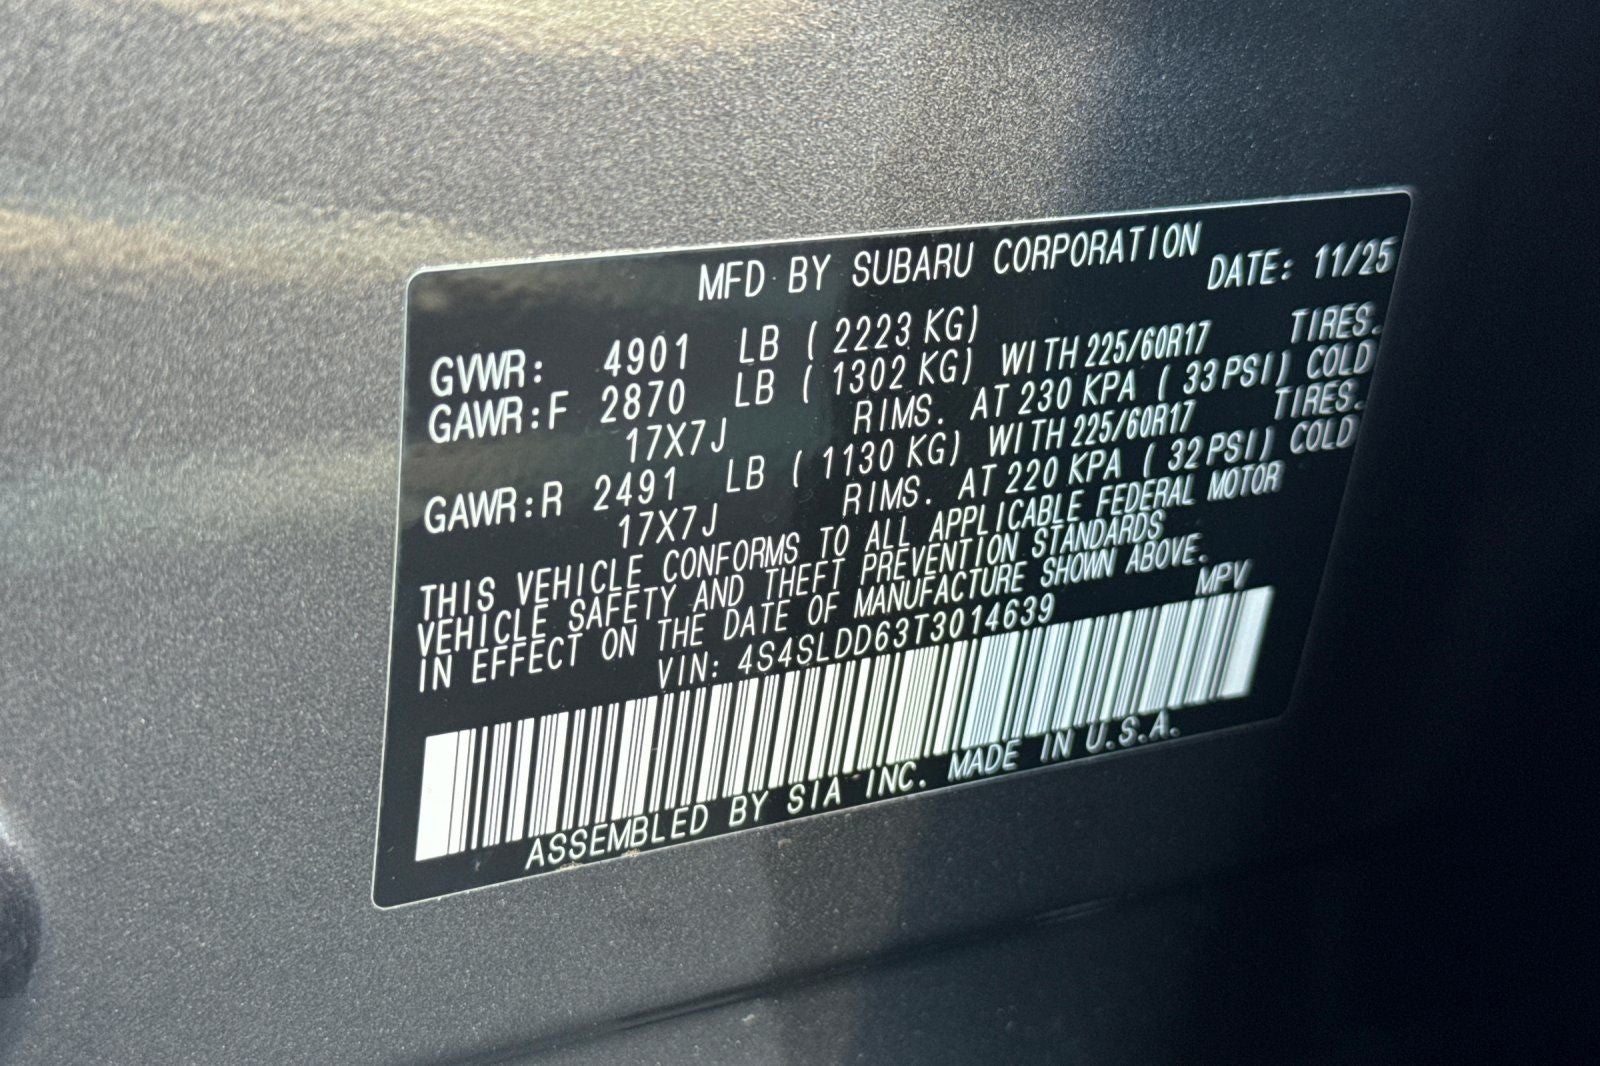 MFD BY SUBARU CORPORATION DATE: 11/25
GVWR: 4901 LB ( 2223 KG)
GAWR:F 2870 LB ( 1302 KG) WITH 225/60R17 TIRES.
17X7J RIMS. AT 230 KPA ( 33 PSI) COLD
GAWR:R 2491 LB ( 1130 KG) WITH 225/60R17 TIRES.
17X7J RIMS. AT 220 KPA ( 32 PSI) COLD
THIS VEHICLE CONFORMS TO ALL APPLICABLE FEDERAL MOTOR
VEHICLE SAFETY AND THEFT PREVENTION STANDARDS
IN EFFECT ON THE DATE OF MANUFACTURE SHOWN ABOVE.
VIN: 4S4SLDD63T3014639 MPV
ASSEMBLED BY SIA INC. MADE IN U.S.A.